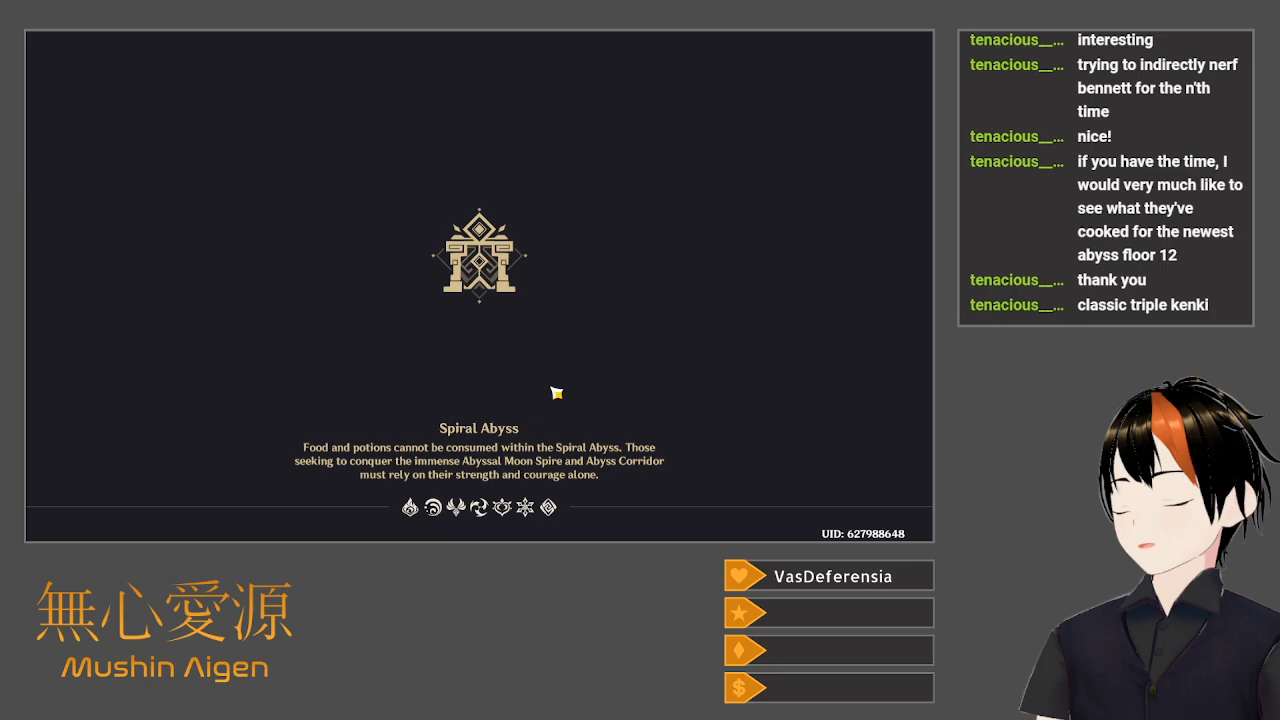 Spiral Abyss
Food and potions cannot be consumed within the Spiral Abyss. Those
seeking to conquer the immense Abyssal Moon Spire and Abyss Corridor
must rely on their strength and courage alone.
UID: 627988648
tenacious__... interesting
tenacious__... trying to indirectly nerf
bennett for the n'th
time
tenacious__... nice!
tenacious__... if you have the time, I
would very much like to
see what they've
cooked for the newest
abyss floor 12
tenacious__... thank you
tenacious__... classic triple kenki
無心愛源
Mushin Aigen
VasDeferensia